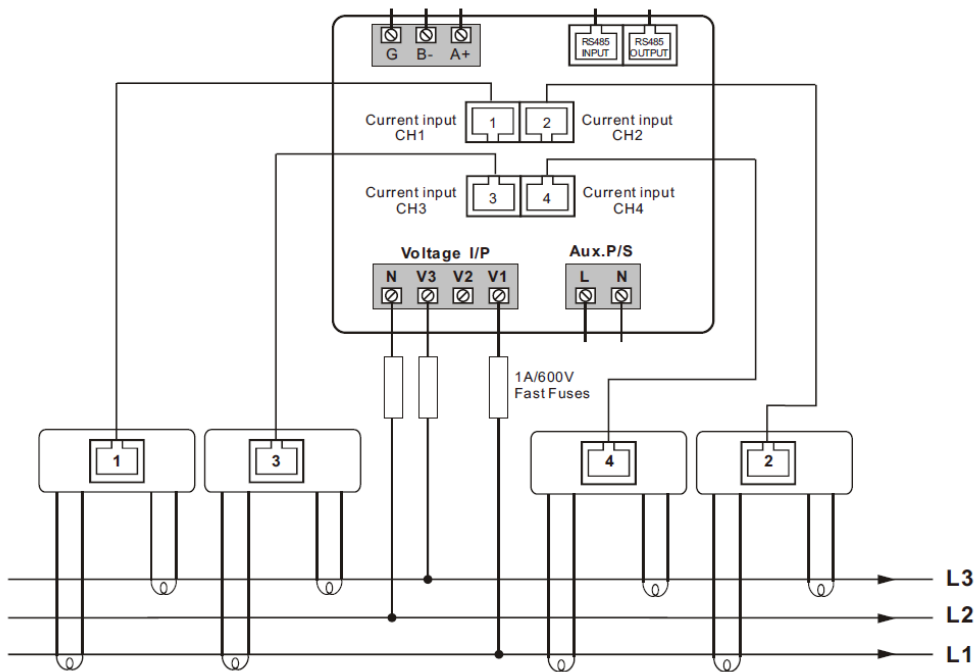 G B- A+
RS485 INPUT
RS485 OUTPUT
Current input CH1
1
2
Current input CH2
Current input CH3
3
4
Current input CH4
Voltage I/P
Aux.P/S
N V3 V2 V1
L N
1A/600V
Fast Fuses
1
3
4
2
L3
L2
L1